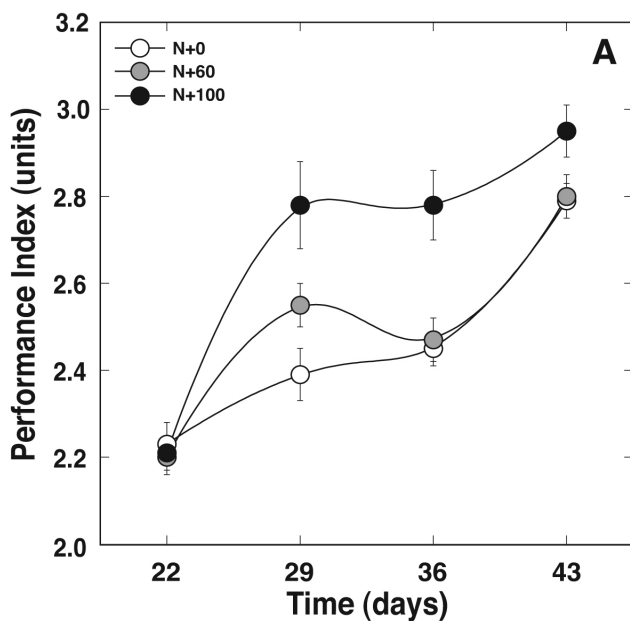 A
N+0
N+60
N+100
Performance Index (units)
3.2
3.0
2.8
2.6
2.4
2.2
2.0
22 29 36 43
Time (days)